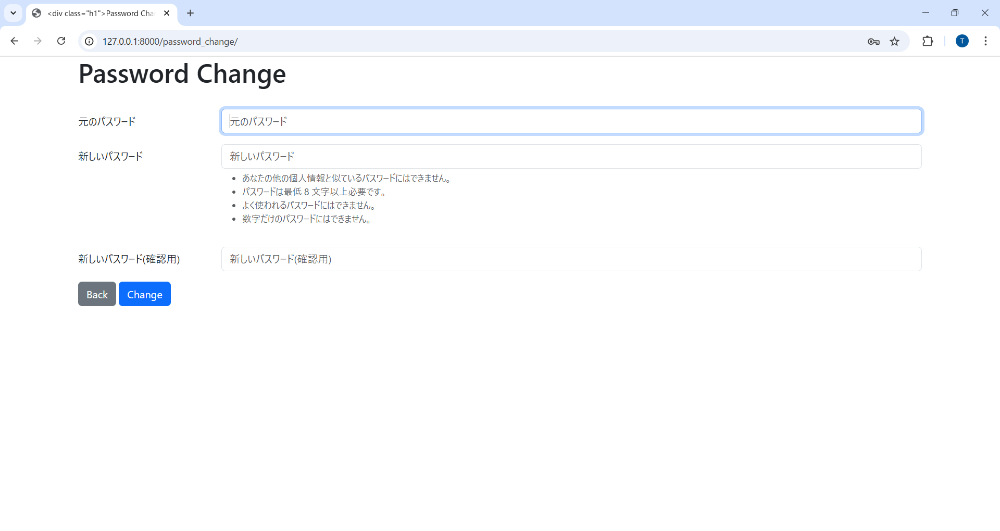 <div class="h1">Password Cha
127.0.0.1:8000/password_change/
T
Password Change
元のパスワード
元のパスワード
新しいパスワード
新しいパスワード
あなたの他の個人情報と似ているパスワードにはできません。
パスワードは最低 8 文字以上必要です。
よく使われるパスワードにはできません。
数字だけのパスワードにはできません。
新しいパスワード(確認用)
新しいパスワード(確認用)
Back
Change